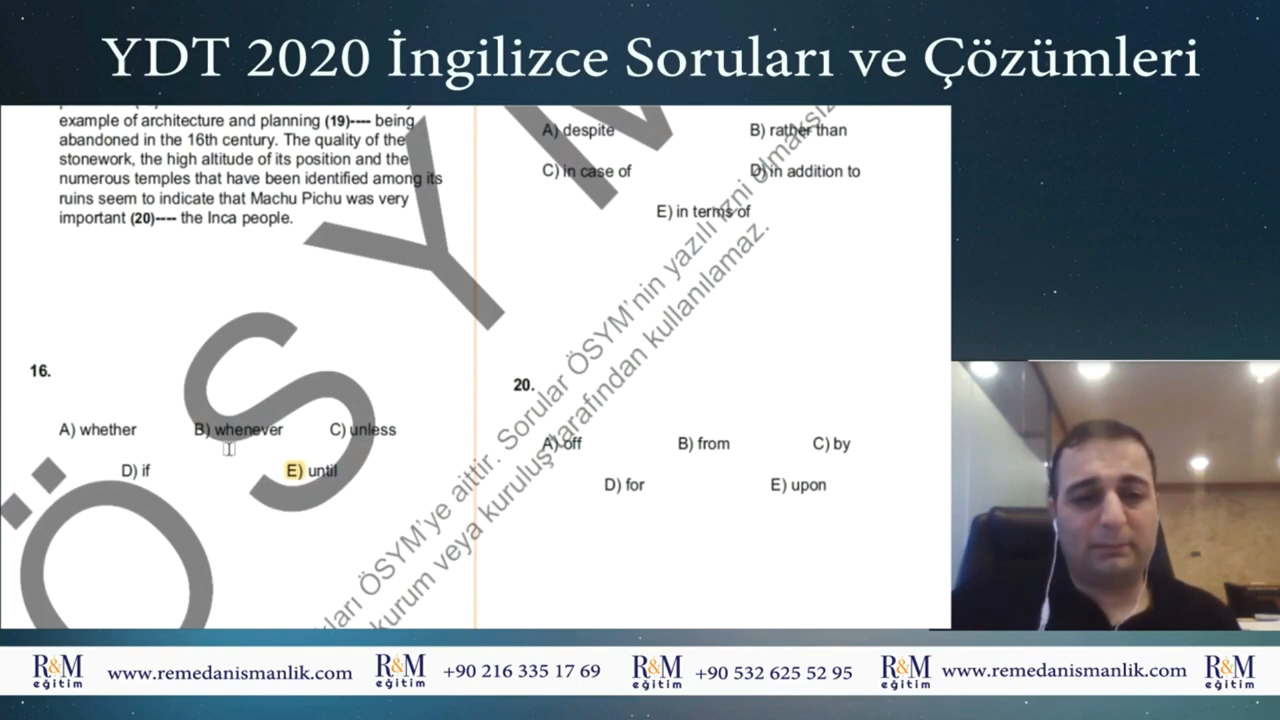 YDT 2020 İngilizce Soruları ve Çözümleri
example of architecture and planning (19)---- being
abandoned in the 16th century. The quality of the
stonework, the high altitude of its position and the
numerous temples that have been identified among its
ruins seem to indicate that Machu Pichu was very
important (20)---- the Inca people.
16.
A) whether B) whenever C) unless
D) if E) until
A) despite B) rather than
C) in case of D) in addition to
E) in terms of
20.
A) off B) from C) by
D) for E) upon
ÖSYM
ları ÖSYM'ye aittir. Sorular ÖSYM'nin yazılı izni olmaksız
kurum veya kuruluş tarafından kullanılamaz.
R&M eğitim www.remedanismanlik.com R&M eğitim +90 216 335 17 69 R&M eğitim +90 532 625 52 95 R&M eğitim www.remedanismanlik.com R&M eğitim